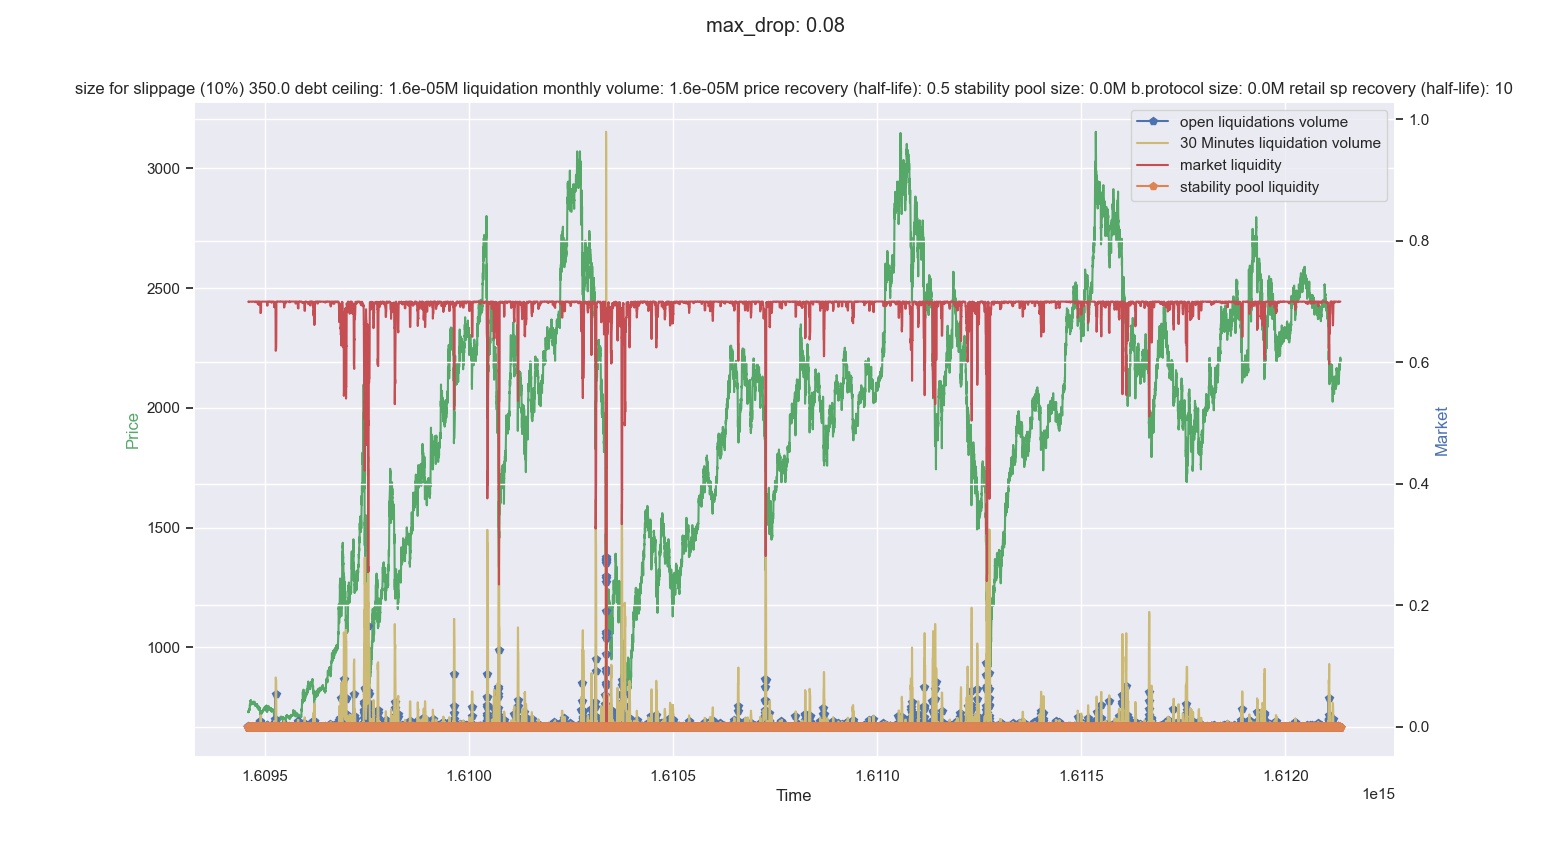 max_drop: 0.08
size for slippage (10%) 350.0 debt ceiling: 1.6e-05M liquidation monthly volume: 1.6e-05M price recovery (half-life): 0.5 stability pool size: 0.0M b.protocol size: 0.0M retail sp recovery (half-life): 10
open liquidations volume
30 Minutes liquidation volume
market liquidity
stability pool liquidity
3000
2500
2000
1500
1000
Price
1.0
0.8
0.6
0.4
0.2
0.0
Market
1.6095
1.6100
1.6105
1.6110
1.6115
1.6120
Time
1e15